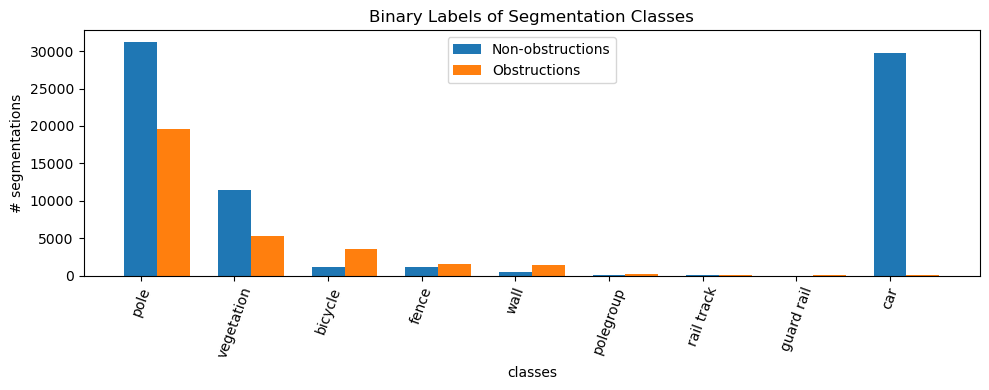 Binary Labels of Segmentation Classes
Non-obstructions
Obstructions
# segmentations
30000
25000
20000
15000
10000
5000
0
pole
vegetation
bicycle
fence
wall
polegroup
rail track
guard rail
car
classes